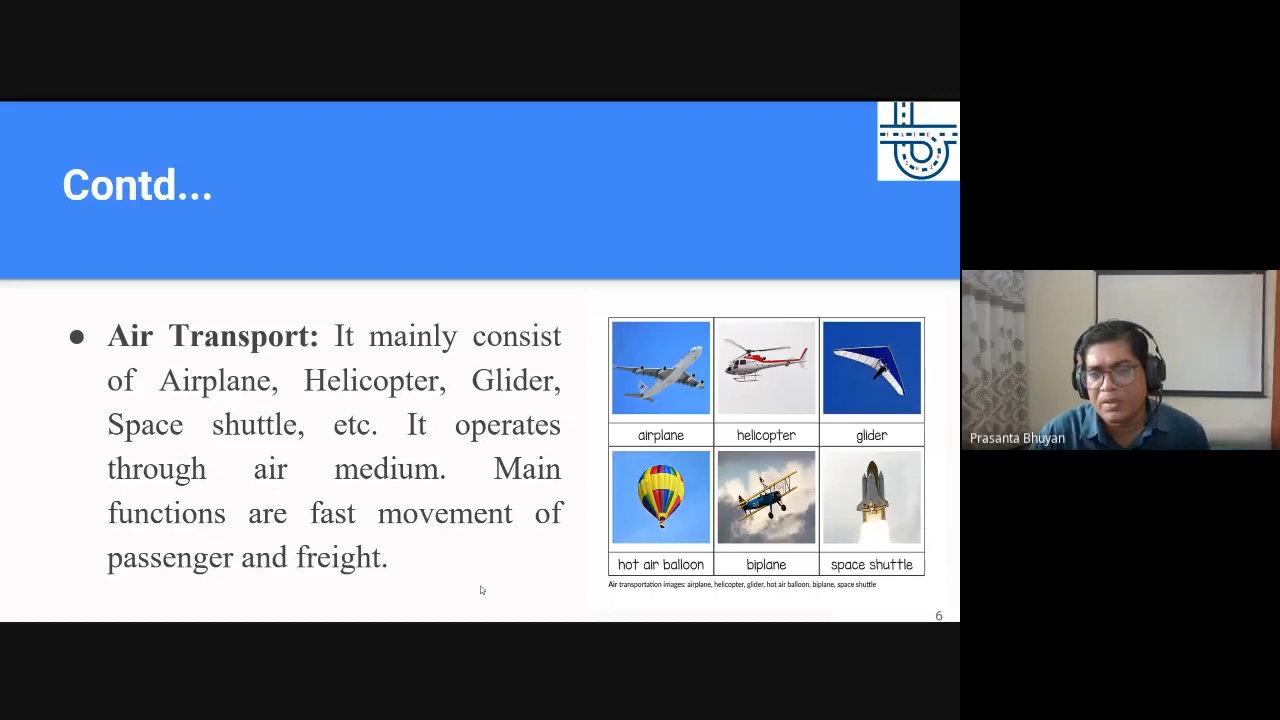 Contd...
● Air Transport: It mainly consist
of Airplane, Helicopter, Glider,
Space shuttle, etc. It operates
through air medium. Main
functions are fast movement of
passenger and freight.
airplane helicopter glider
hot air balloon biplane space shuttle
Air transportation images: airplane, helicopter, glider, hot air balloon, biplane, space shuttle
6
Prasanta Bhuyan